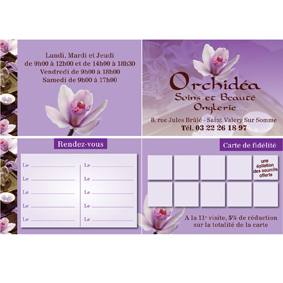 Lundi, Mardi et Jeudi
de 9h00 à 12h00 et de 14h00 à 18h30
Vendredi de 9h00 à 18h00
Samedi de 9h00 à 17h00
Orchidéa
Soins et Beauté
Onglerie
8, rue Jules Brûlé - Saint Valery Sur Somme
Tél. 03 22 26 18 97
Rendez-vous
Le
Le
Le
Le
Le
Le
Le
Le
Le
Le
Carte de fidélité
une
épilation
des sourcils
offerte
A la 11e visite, 5% de réduction
sur la totalité de la carte